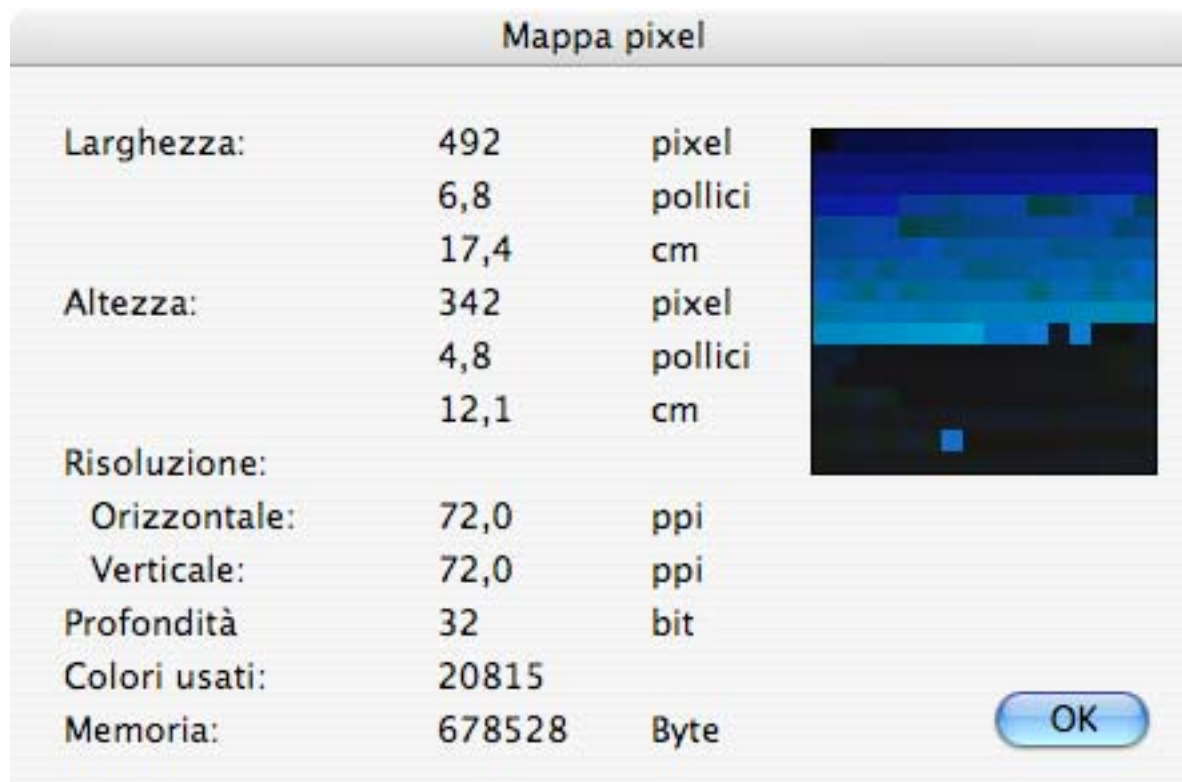 Mappa pixel
Larghezza: 492 pixel
6,8 pollici
17,4 cm
Altezza: 342 pixel
4,8 pollici
12,1 cm
Risoluzione:
Orizzontale: 72,0 ppi
Verticale: 72,0 ppi
Profondità 32 bit
Colori usati: 20815
Memoria: 678528 Byte
OK